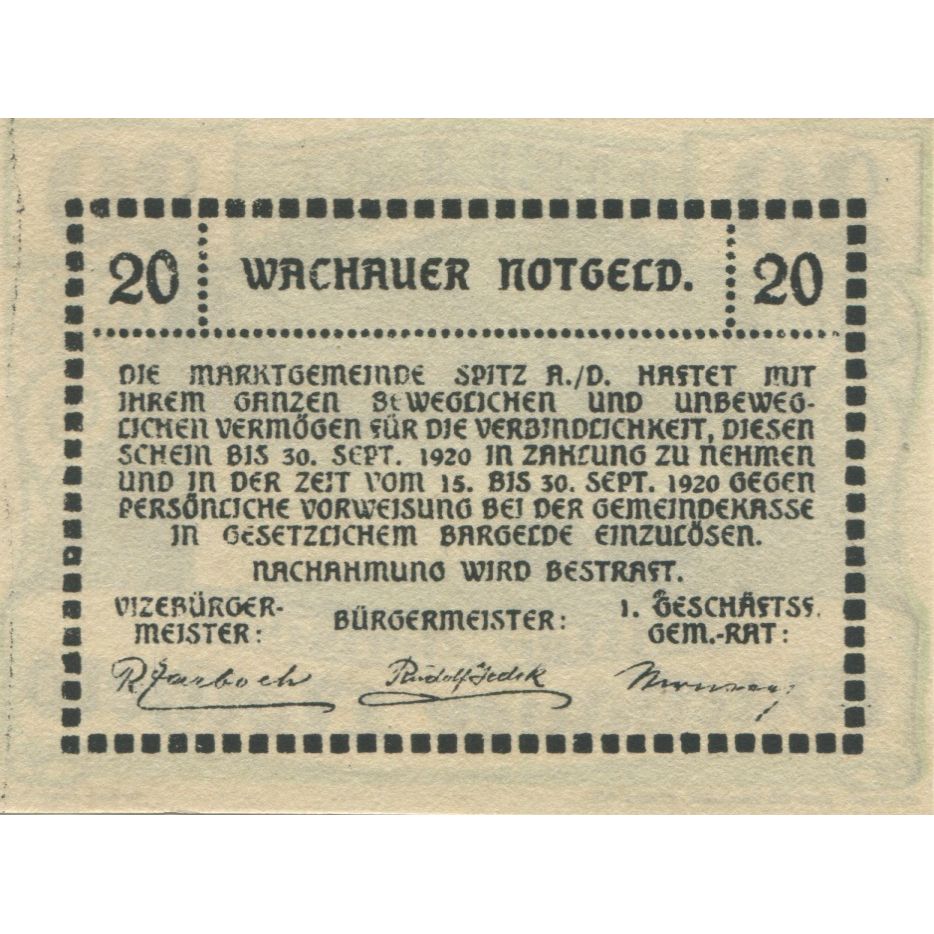 20 WACHAUER NOTGELD. 20
DIE MARKTGEMEINDE SPITZ A./D. HAFTET MIT
IHREM GANZEN BEWEGLICHEN UND UNBEWEG-
LICHEN VERMÖGEN FÜR DIE VERBINDLICHKEIT, DIESEN
SCHEIN BIS 30. SEPT. 1920 IN ZAHLUNG ZU NEHMEN
UND IN DER ZEIT VOM 15. BIS 30. SEPT. 1920 GEGEN
PERSÖNLICHE VORWEISUNG BEI DER GEMEINDEKASSE
IN GESETZLICHEM BARGELDE EINZULÖSEN.
NACHAHMUNG WIRD BESTRAFT.
VIZEBÜRGER-
MEISTER:
BÜRGERMEISTER:
1. GESCHÄFTSF.
GEM.-RAT:
Rudolf